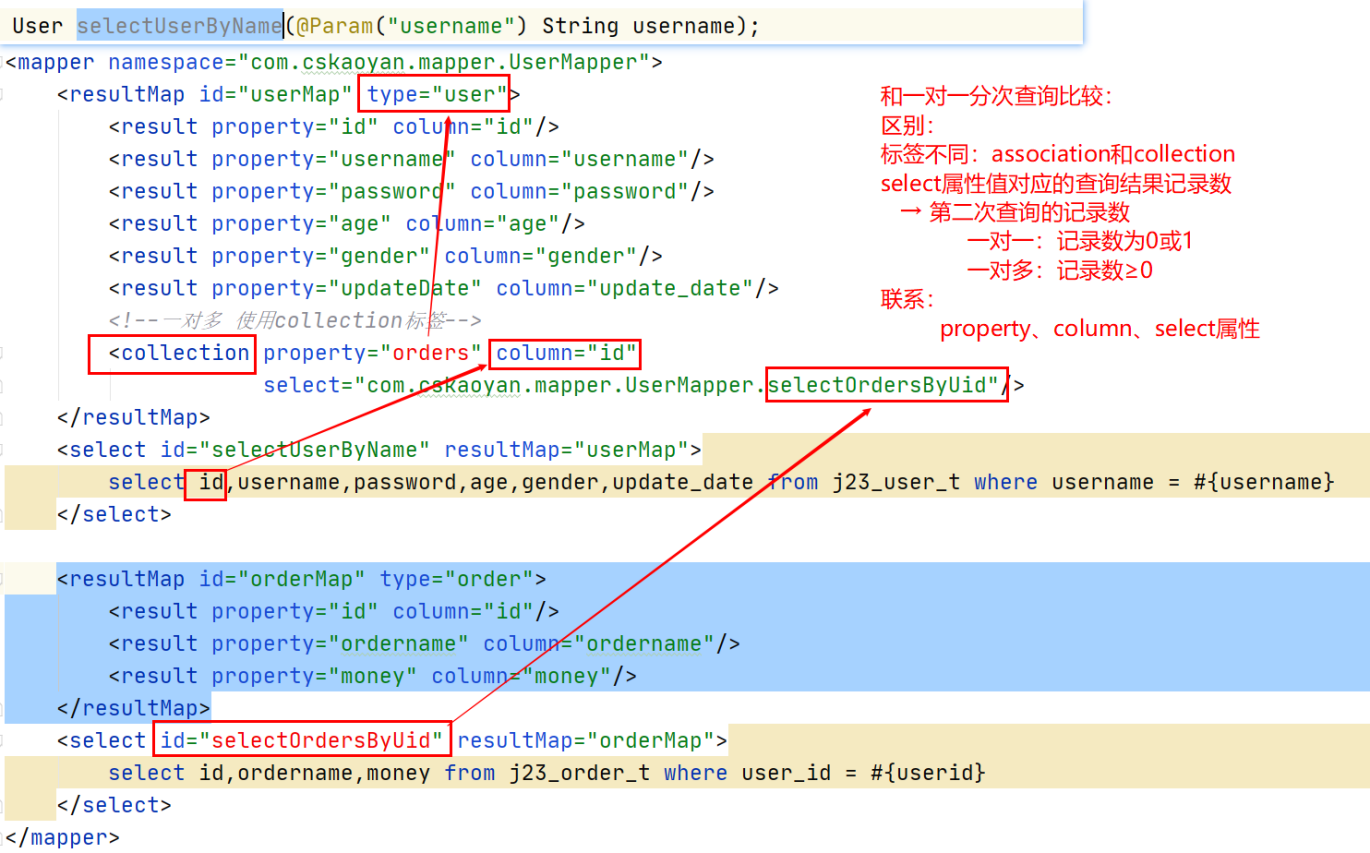 User selectUserByName(@Param("username") String username);
<mapper namespace="com.cskaoyan.mapper.UserMapper">
<resultMap id="userMap" type="user">
<result property="id" column="id"/>
<result property="username" column="username"/>
<result property="password" column="password"/>
<result property="age" column="age"/>
<result property="gender" column="gender"/>
<result property="updateDate" column="update_date"/>
<!--一对多 使用collection标签-->
<collection property="orders" column="id"
select="com.cskaoyan.mapper.UserMapper.selectOrdersByUid"/>
</resultMap>
<select id="selectUserByName" resultMap="userMap">
select id,username,password,age,gender,update_date from j23_user_t where username = #{username}
</select>
<resultMap id="orderMap" type="order">
<result property="id" column="id"/>
<result property="ordername" column="ordername"/>
<result property="money" column="money"/>
</resultMap>
<select id="selectOrdersByUid" resultMap="orderMap">
select id,ordername,money from j23_order_t where user_id = #{userid}
</select>
</mapper>
和一对一分次查询比较：
区别：
标签不同：association和collection
select属性值对应的查询结果记录数
→ 第二次查询的记录数
一对一：记录数为0或1
一对多：记录数≥0
联系：
property、column、select属性